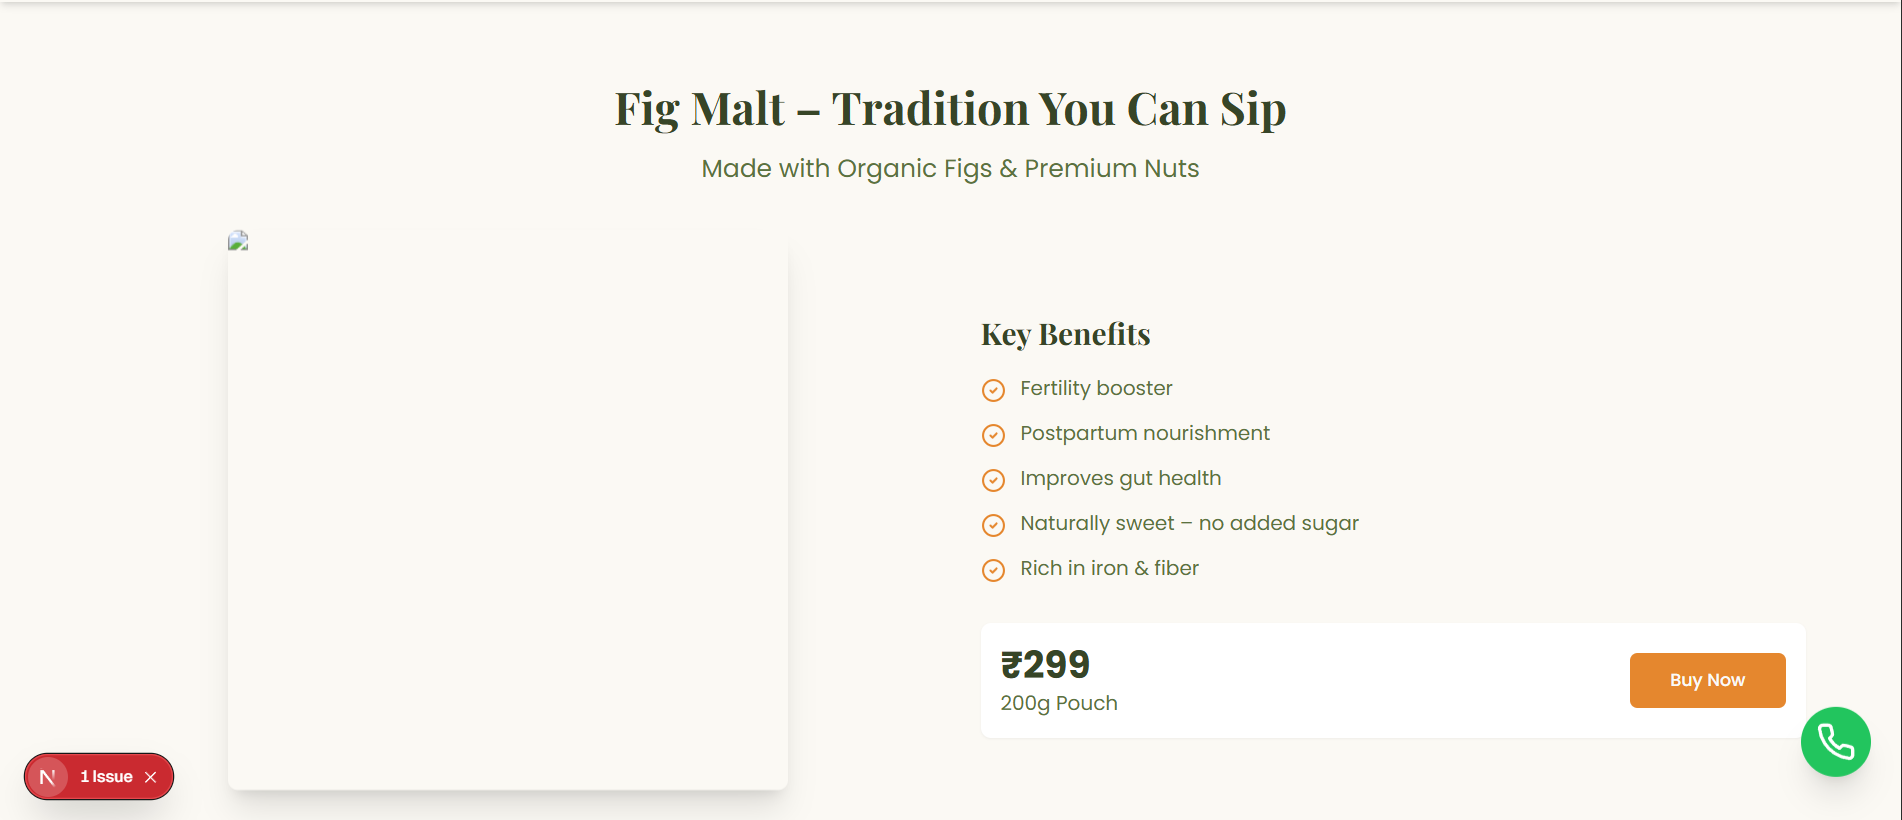 Fig Malt – Tradition You Can Sip
Made with Organic Figs & Premium Nuts
Key Benefits
Fertility booster
Postpartum nourishment
Improves gut health
Naturally sweet – no added sugar
Rich in iron & fiber
₹299
200g Pouch
Buy Now
N 1 Issue